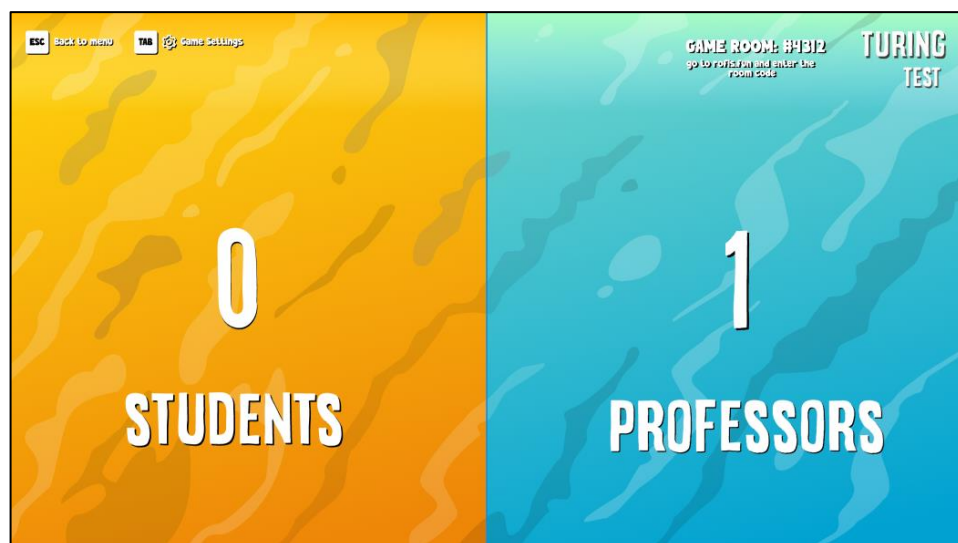 ESC Back to menu TAB Game Settings
GAME ROOM: #4312
go to rofls.fun and enter the
room code
TURING
TEST
0
STUDENTS
1
PROFESSORS